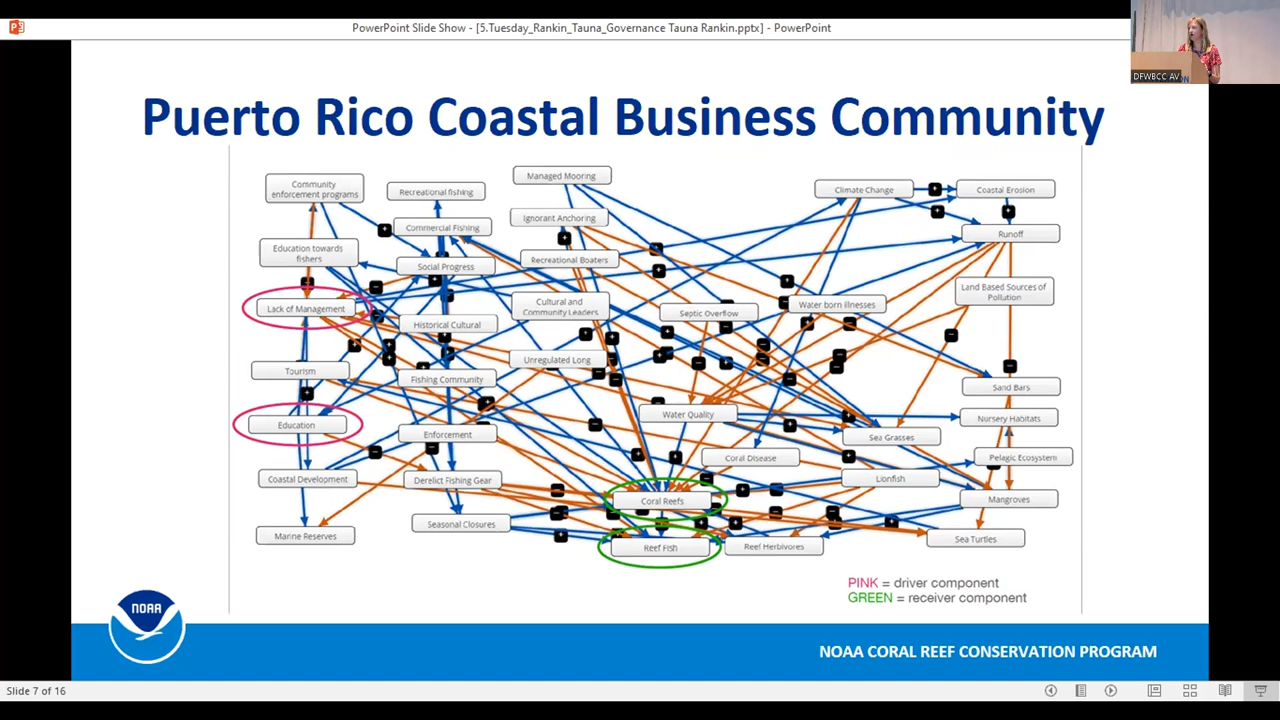 PowerPoint Slide Show - [5.Tuesday_Rankin_Tauna_Governance Tauna Rankin.pptx] - PowerPoint
DFWBCC AV
Puerto Rico Coastal Business Community
Community
enforcement programs
Recreational fishing
Managed Mooring
Climate Change
Coastal Erosion
Commercial Fishing
Ignorant Anchoring
Runoff
Education towards
fishers
Social Progress
Recreational Boaters
Land Based Sources of
Pollution
Lack of Management
Cultural and
Community Leaders
Septic Overflow
Water born illnesses
Historical Cultural
Unregulated Long
Tourism
Fishing Community
Sand Bars
Water Quality
Nursery Habitats
Education
Enforcement
Sea Grasses
Coral Disease
Pelagic Ecosystem
Coastal Development
Derelict Fishing Gear
Lionfish
Coral Reefs
Mangroves
Seasonal Closures
Marine Reserves
Reef Fish
Reef Herbivores
Sea Turtles
PINK = driver component
GREEN = receiver component
NOAA
NOAA CORAL REEF CONSERVATION PROGRAM
Slide 7 of 16